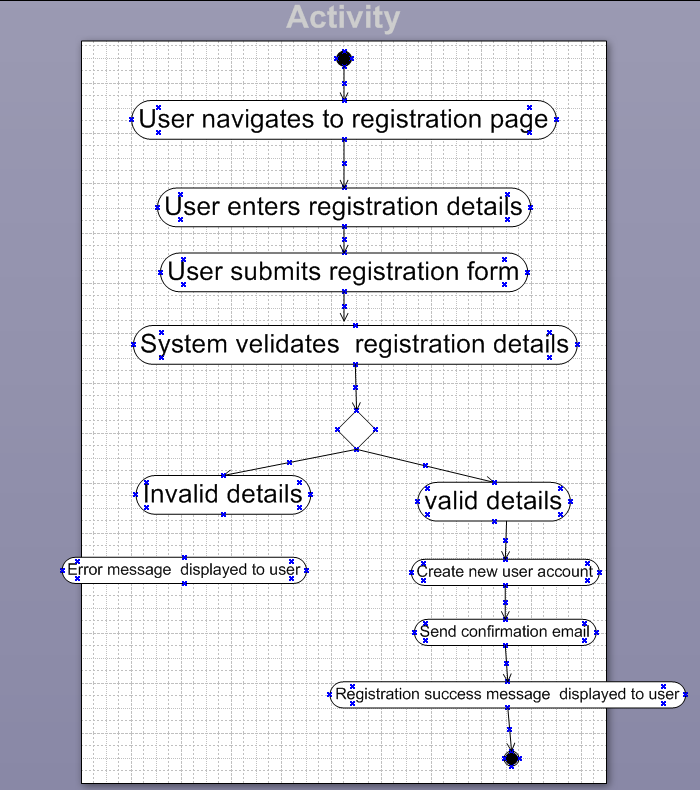 Activity
User navigates to registration page
User enters registration details
User submits registration form
System velidates  registration details
Invalid details
valid details
Error message  displayed to user
Create new user account
Send confirmation email
Registration success message  displayed to user